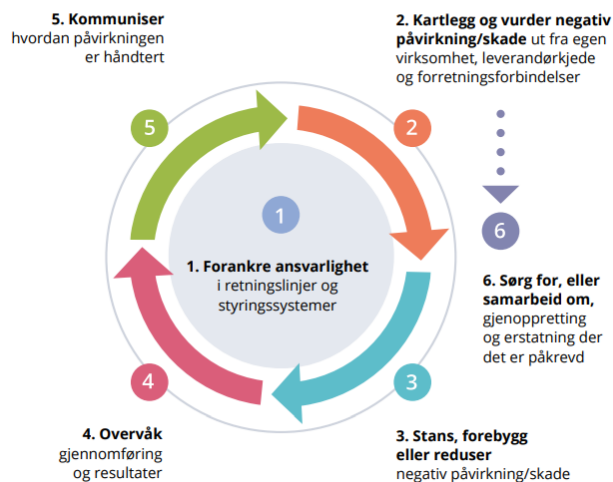 5. Kommuniser
hvordan påvirkningen
er håndtert
2. Kartlegg og vurder negativ
påvirkning/skade ut fra egen
virksomhet, leverandørkjede
og forretningsforbindelser
5
2
1
6
1. Forankre ansvarlighet
i retningslinjer og
styringssystemer
6. Sørg for, eller
samarbeid om,
gjenoppretting
og erstatning der
det er påkrevd
4
3
4. Overvåk
gjennomføring
og resultater
3. Stans, forebygg
eller reduser
negativ påvirkning/skade